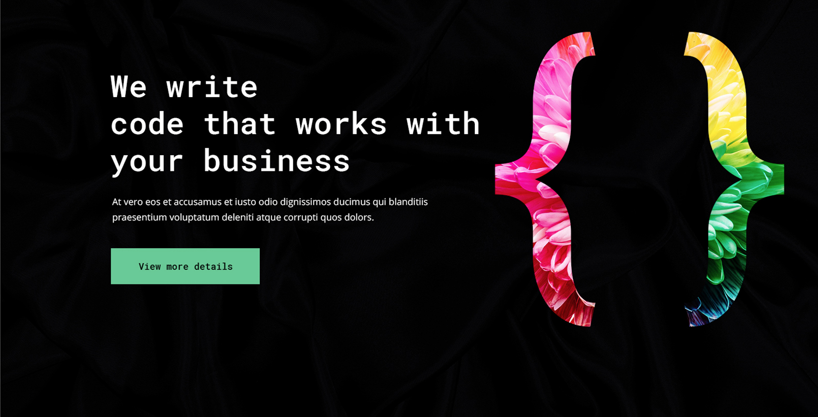 We write
code that works with
your business
At vero eos et accusamus et iusto odio dignissimos ducimus qui blanditiis
praesentium voluptatum deleniti atque corrupti quos dolors.
View more details
{ }